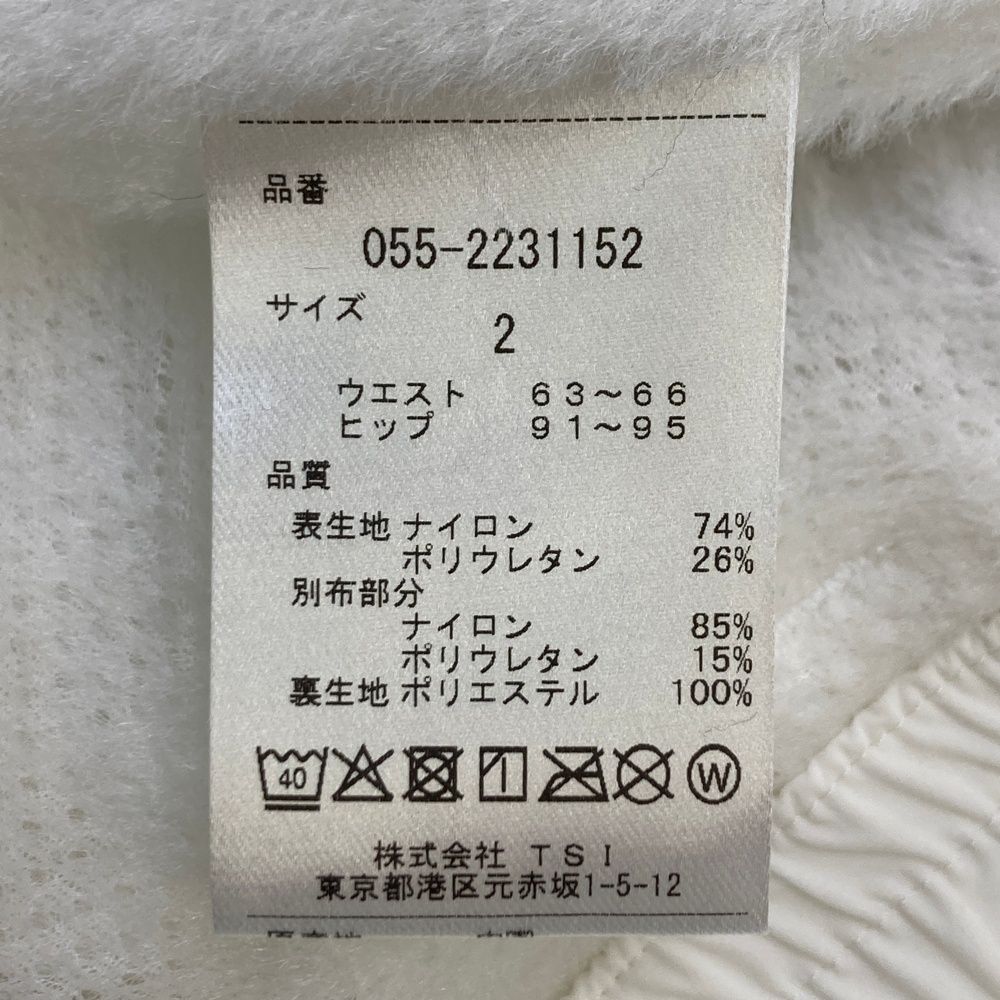 品番
055-2231152
サイズ
2
ウエスト 63～66
ヒップ 91～95
品質
表生地 ナイロン 74%
ポリウレタン 26%
別布部分
ナイロン 85%
ポリウレタン 15%
裏生地 ポリエステル 100%
40
W
株式会社 TSI
東京都港区元赤坂1-5-12